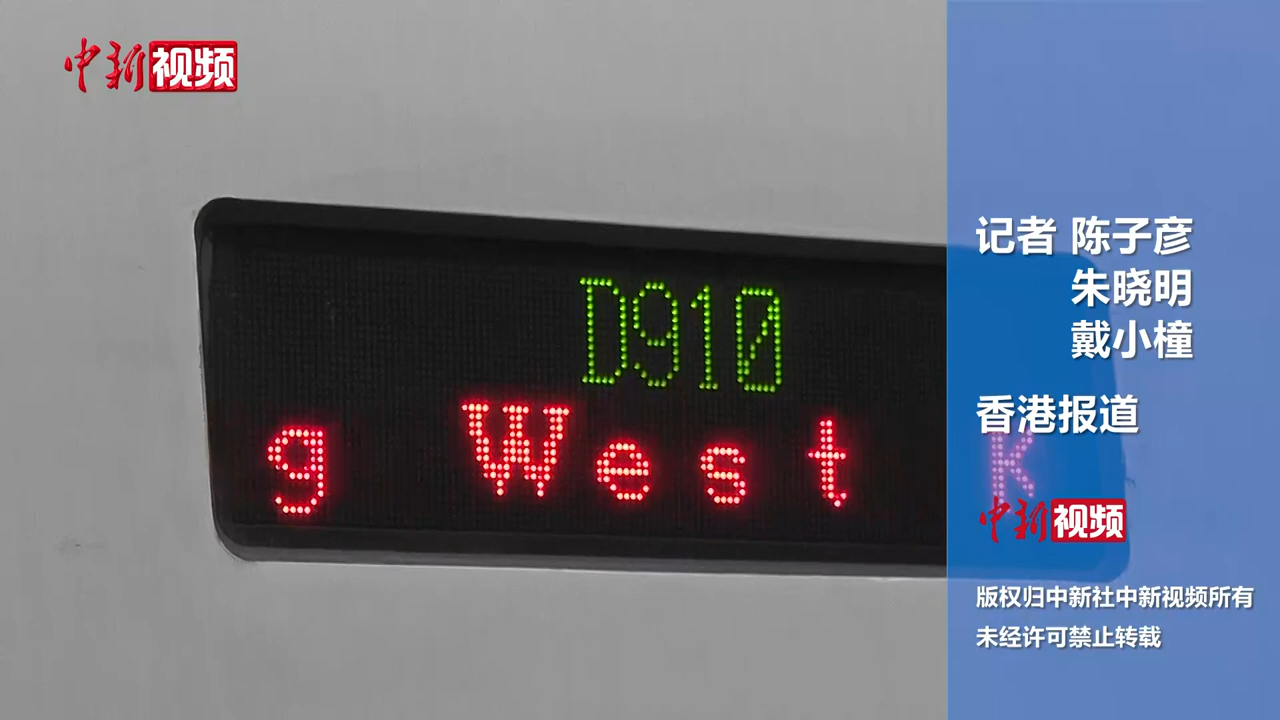 中新视频
D910
g West K
记者 陈子彦
朱晓明
戴小橦
香港报道
中新视频
版权归中新社中新视频所有
未经许可禁止转载